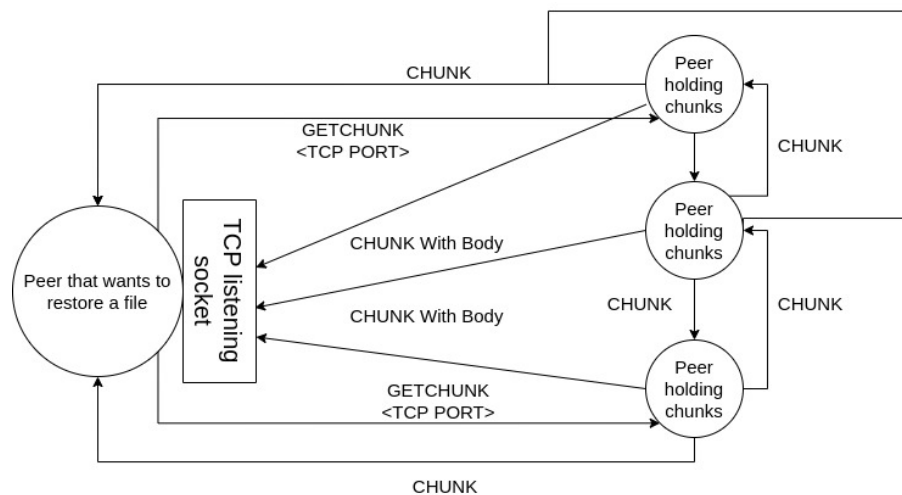 Peer
holding
chunks
CHUNK
GETCHUNK
<TCP PORT>
CHUNK
Peer
holding
chunks
TCP listening
socket
CHUNK With Body
Peer that wants to
restore a file
CHUNK
CHUNK
CHUNK With Body
Peer
holding
chunks
GETCHUNK
<TCP PORT>
CHUNK